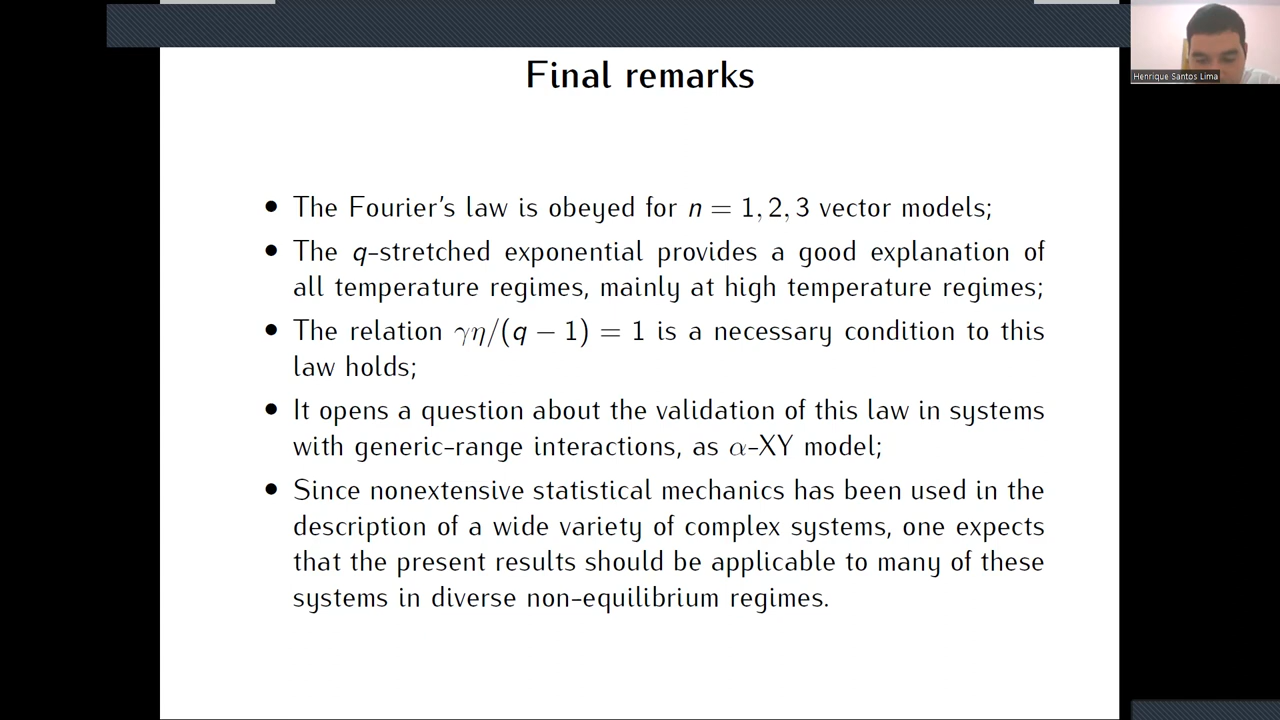 Final remarks
Henrique Santos Lima
• The Fourier's law is obeyed for n = 1, 2, 3 vector models;
• The q-stretched exponential provides a good explanation of
all temperature regimes, mainly at high temperature regimes;
• The relation γη/(q − 1) = 1 is a necessary condition to this
law holds;
• It opens a question about the validation of this law in systems
with generic-range interactions, as α-XY model;
• Since nonextensive statistical mechanics has been used in the
description of a wide variety of complex systems, one expects
that the present results should be applicable to many of these
systems in diverse non-equilibrium regimes.